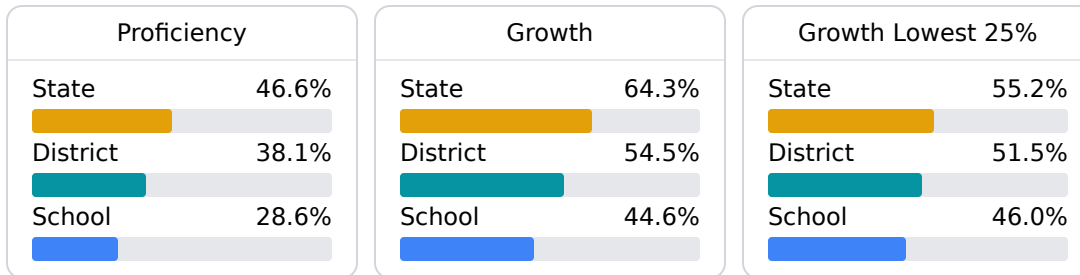 Proficiency
State 46.6%
District 38.1%
School 28.6%
Growth
State 64.3%
District 54.5%
School 44.6%
Growth Lowest 25%
State 55.2%
District 51.5%
School 46.0%